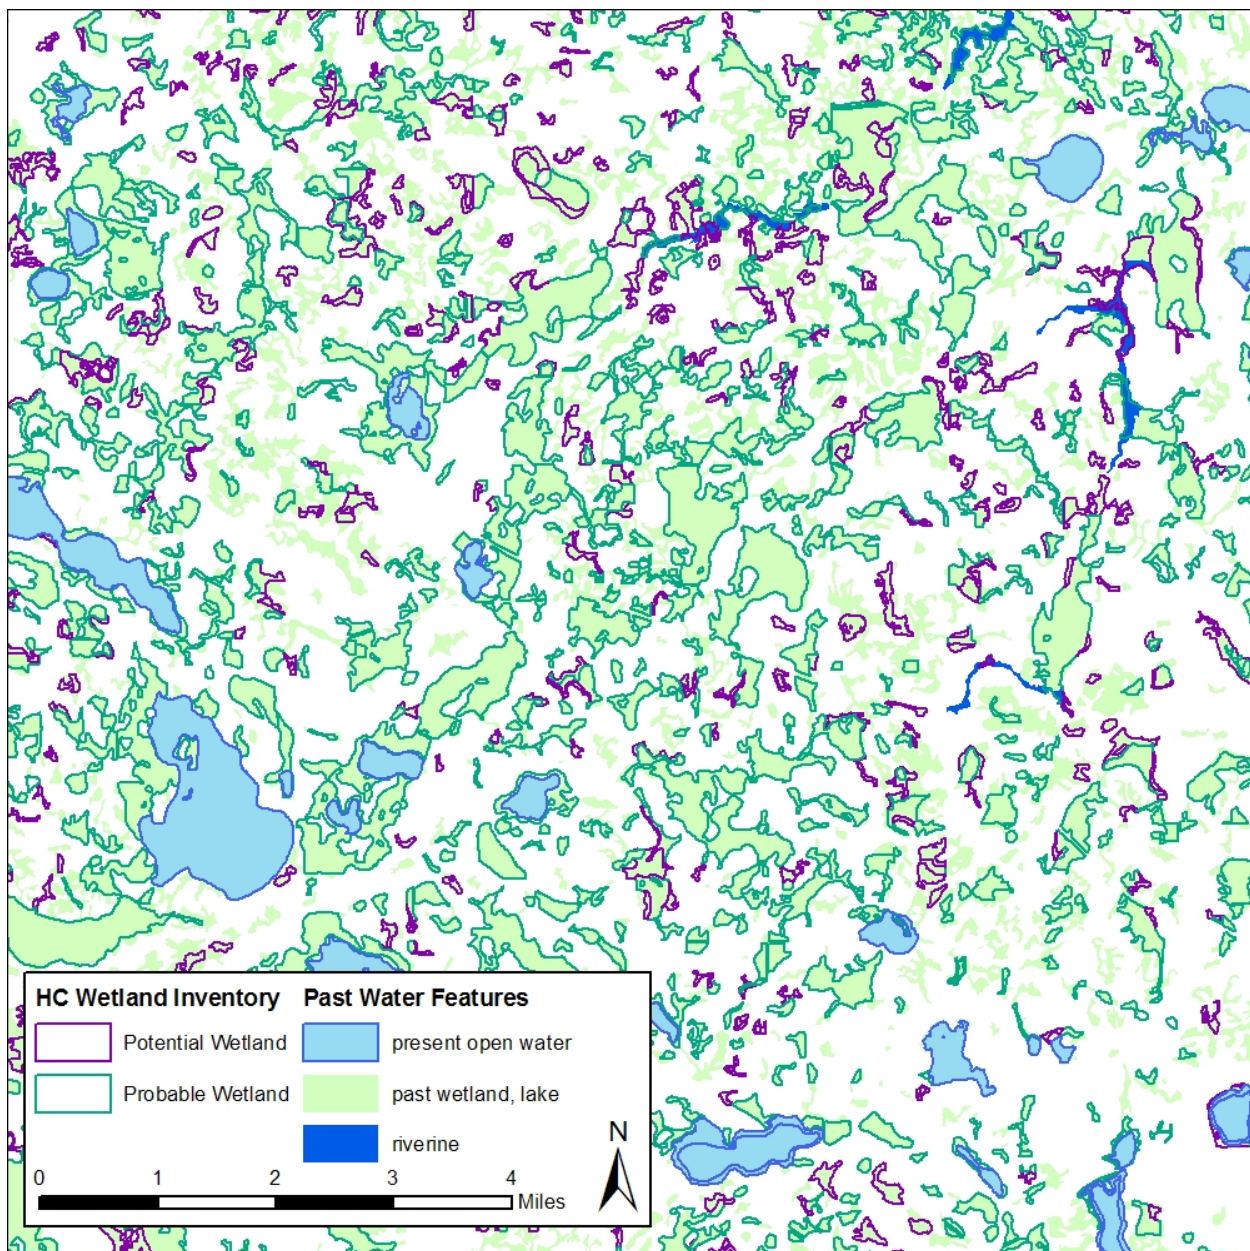 HC Wetland Inventory
Potential Wetland
Probable Wetland
Past Water Features
present open water
past wetland, lake
riverine
N
0 1 2 3 4
Miles